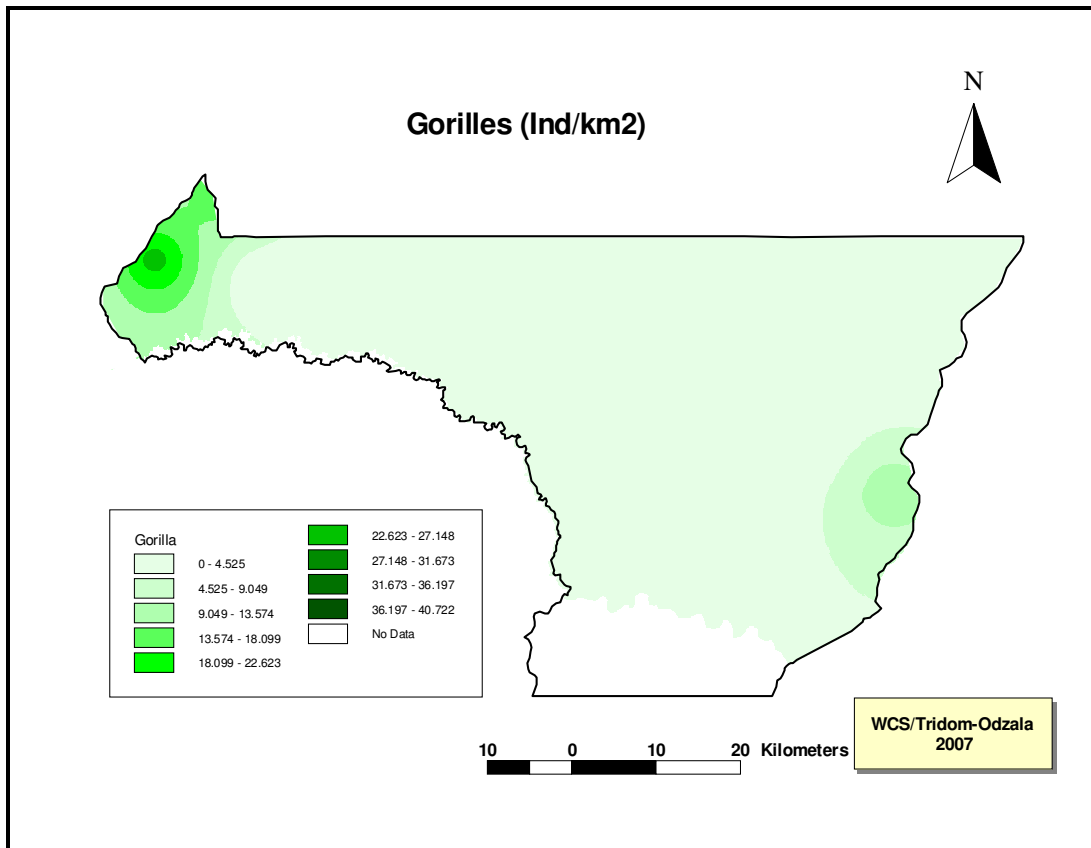 N
Gorilles (Ind/km2)
Gorilla
0 - 4.525
4.525 - 9.049
9.049 - 13.574
13.574 - 18.099
18.099 - 22.623
22.623 - 27.148
27.148 - 31.673
31.673 - 36.197
36.197 - 40.722
No Data
10 0 10 20 Kilometers
WCS/Tridom-Odzala
2007